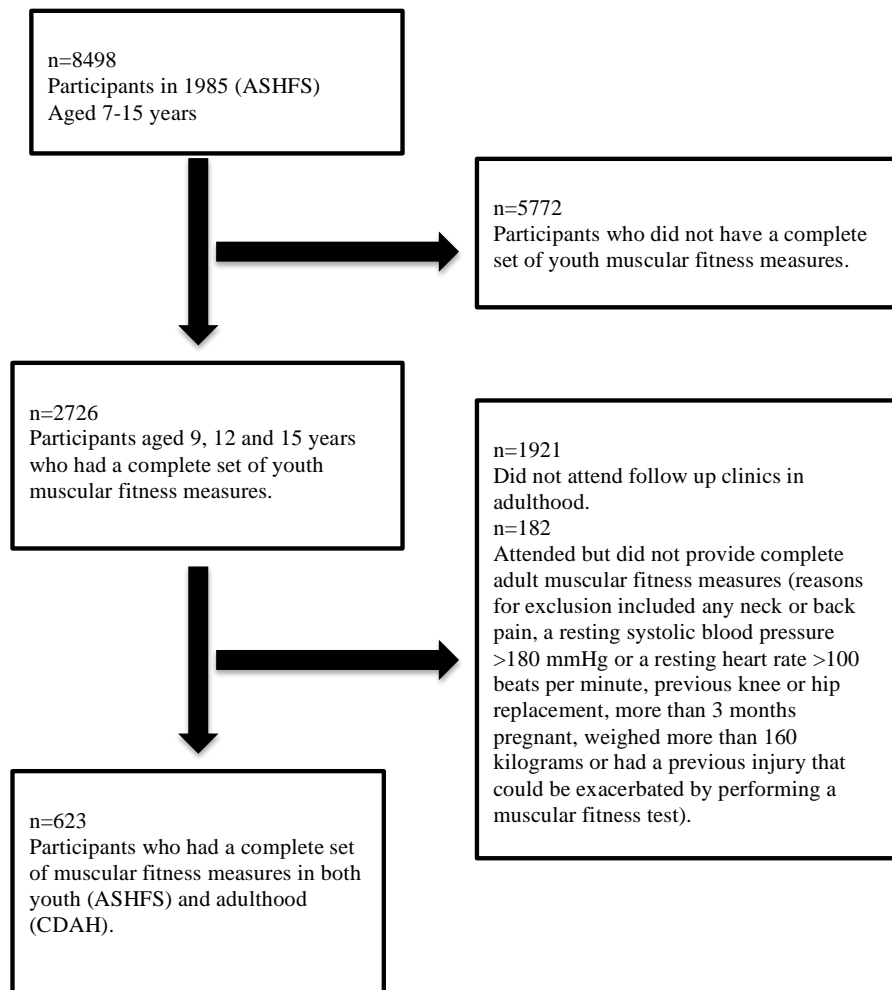 n=8498
Participants in 1985 (ASHFS)
Aged 7-15 years
n=5772
Participants who did not have a complete
set of youth muscular fitness measures.
n=2726
Participants aged 9, 12 and 15 years
who had a complete set of youth
muscular fitness measures.
n=1921
Did not attend follow up clinics in
adulthood.
n=182
Attended but did not provide complete
adult muscular fitness measures (reasons
for exclusion included any neck or back
pain, a resting systolic blood pressure
>180 mmHg or a resting heart rate >100
beats per minute, previous knee or hip
replacement, more than 3 months
pregnant, weighed more than 160
kilograms or had a previous injury that
could be exacerbated by performing a
muscular fitness test).
n=623
Participants who had a complete set
of muscular fitness measures in both
youth (ASHFS) and adulthood
(CDAH).